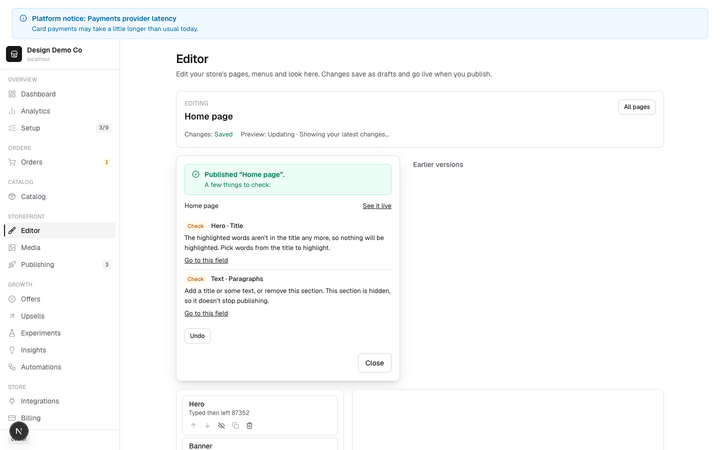 Platform notice: Payments provider latency
Card payments may take a little longer than usual today.
Design Demo Co
localhost
OVERVIEW
Dashboard
Analytics
Setup
3/9
ORDERS
Orders
1
CATALOG
Catalog
STOREFRONT
Editor
Media
Publishing
3
GROWTH
Offers
Upsells
Experiments
Insights
Automations
STORE
Integrations
Billing
N
Editor
Edit your store's pages, menus and look here. Changes save as drafts and go live when you publish.
EDITING
Home page
All pages
Changes: Saved
Preview: Updating · Showing your latest changes…
Published “Home page”.
A few things to check:
Home page
See it live
Check
Hero · Title
The highlighted words aren't in the title any more, so nothing will be
highlighted. Pick words from the title to highlight.
Go to this field
Check
Text · Paragraphs
Add a title or some text, or remove this section. This section is hidden,
so it doesn't stop publishing.
Go to this field
Undo
Close
Earlier versions
Hero
Typed then left 87352
Banner